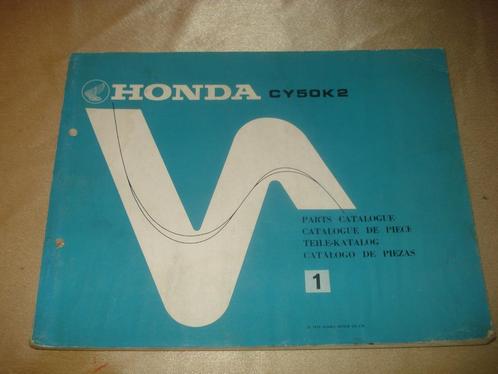 HONDA CY50K2
PARTS CATALOGUE
CATALOGUE DE PIECE
TEILE-KATALOG
CATALOGO DE PIEZAS
1